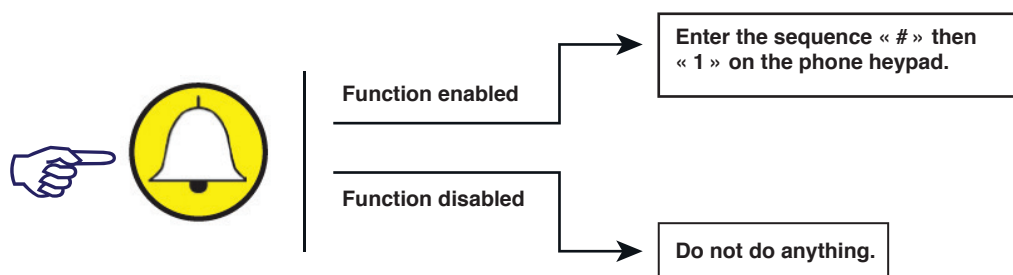 Enter the sequence « # » then
« 1 » on the phone heypad.
Function enabled
Function disabled
Do not do anything.